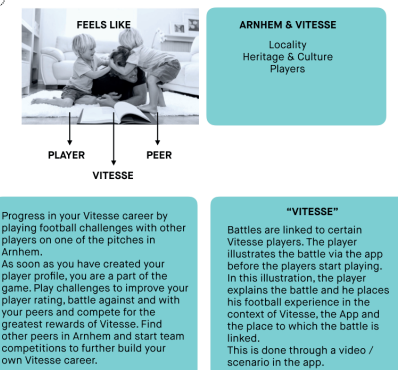 FEELS LIKE
PLAYER
PEER
VITESSE
ARNHEM & VITESSE
Locality
Heritage & Culture
Players
Progress in your Vitesse career by
playing football challenges with other
players on one of the pitches in
Arnhem.
As soon as you have created your
player profile, you are a part of the
game. Play challenges to improve your
player rating, battle against and with
your peers and compete for the
greatest rewards of Vitesse. Find
other peers in Arnhem and start team
competitions to further build your
own Vitesse career.
“VITESSE”
Battles are linked to certain
Vitesse players. The player
illustrates the battle via the app
before the players start playing.
In this illustration, the player
explains the battle and he places
his football experience in the
context of Vitesse, the App and
the place to which the battle is
linked.
This is done through a video /
scenario in the app.